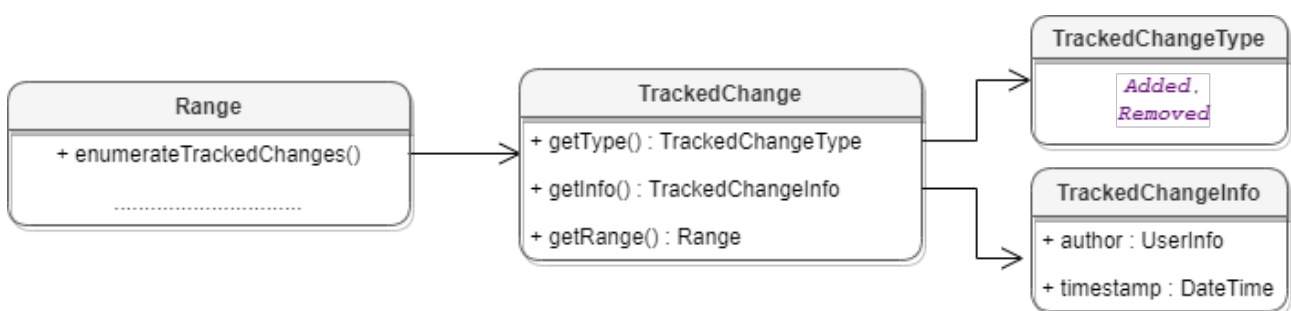 Range
+ enumerateTrackedChanges()
................................
TrackedChange
+ getType() : TrackedChangeType
+ getInfo() : TrackedChangeInfo
+ getRange() : Range
TrackedChangeType
Added,
Removed
TrackedChangeInfo
+ author : UserInfo
+ timestamp : DateTime